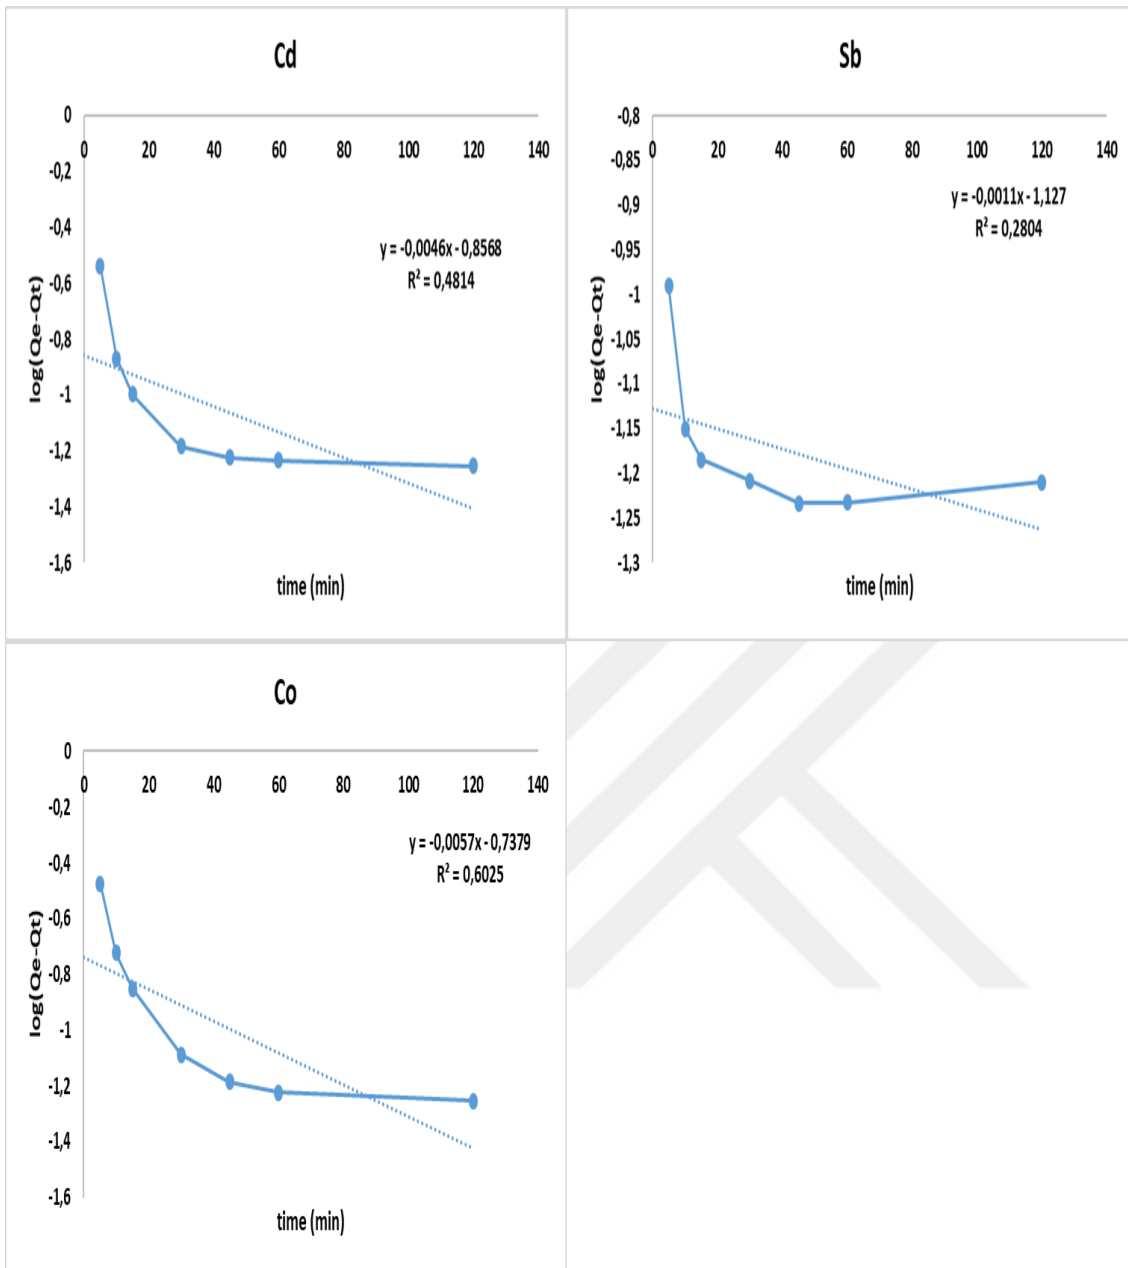 Cd
0
0 20 40 60 80 100 120 140
-0,2
-0,4
-0,6
-0,8
-1
-1,2
-1,4
-1,6
y = -0,0046x - 0,8568
R² = 0,4814
log(Qe-Qt)
time (min)
Sb
-0,8
0 20 40 60 80 100 120 140
-0,85
-0,9
-0,95
-1
-1,05
-1,1
-1,15
-1,2
-1,25
-1,3
y = -0,0011x - 1,127
R² = 0,2804
log(Qe-Qt)
time (min)
Co
0
0 20 40 60 80 100 120 140
-0,2
-0,4
-0,6
-0,8
-1
-1,2
-1,4
-1,6
y = -0,0057x - 0,7379
R² = 0,6025
log(Qe-Qt)
time (min)